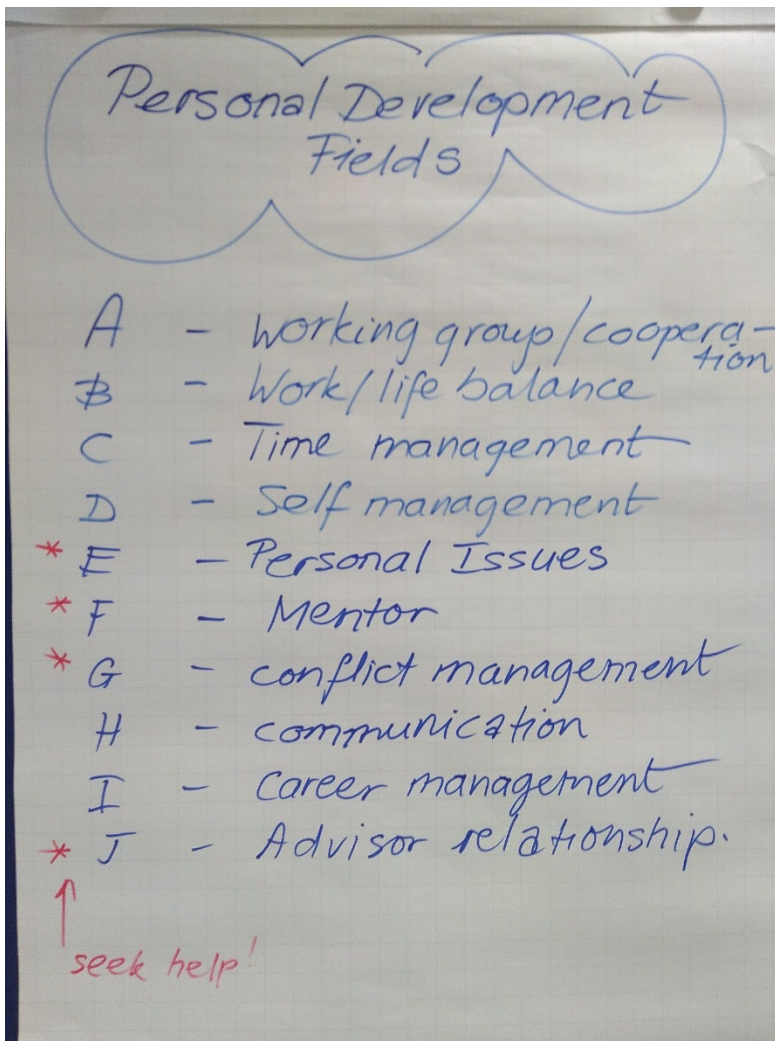 Personal Development
Fields
A - working group/coopera-
tion
B - Work/life balance
C - Time management
D - Self management
* E - Personal Issues
* F - Mentor
* G - conflict management
H - communication
I - Career management
* J - Advisor relationship.
seek help!